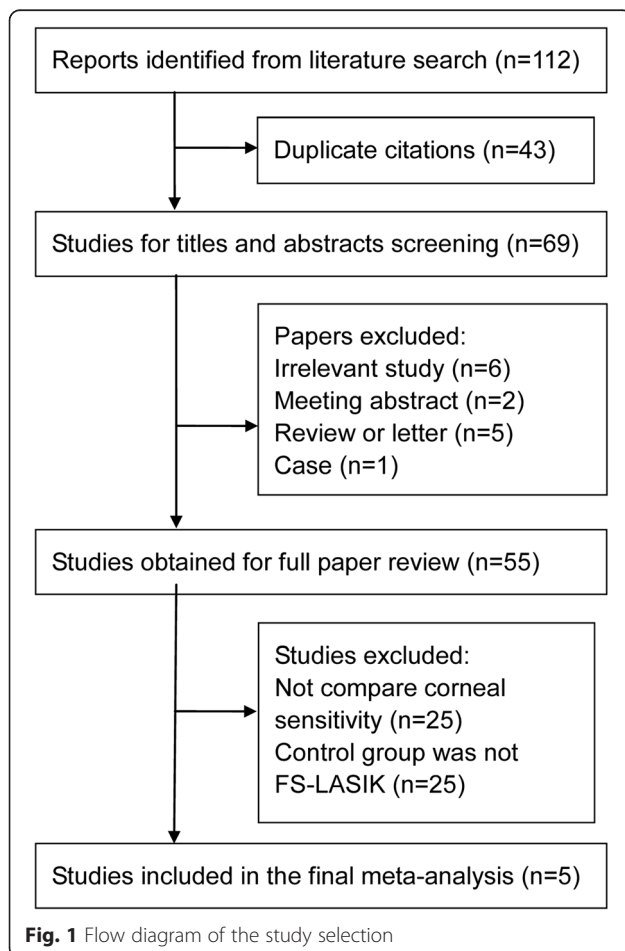 Reports identified from literature search (n=112)
Duplicate citations (n=43)
Studies for titles and abstracts screening (n=69)
Papers excluded:
Irrelevant study (n=6)
Meeting abstract (n=2)
Review or letter (n=5)
Case (n=1)
Studies obtained for full paper review (n=55)
Studies excluded:
Not compare corneal
sensitivity (n=25)
Control group was not
FS-LASIK (n=25)
Studies included in the final meta-analysis (n=5)
Fig. 1 Flow diagram of the study selection